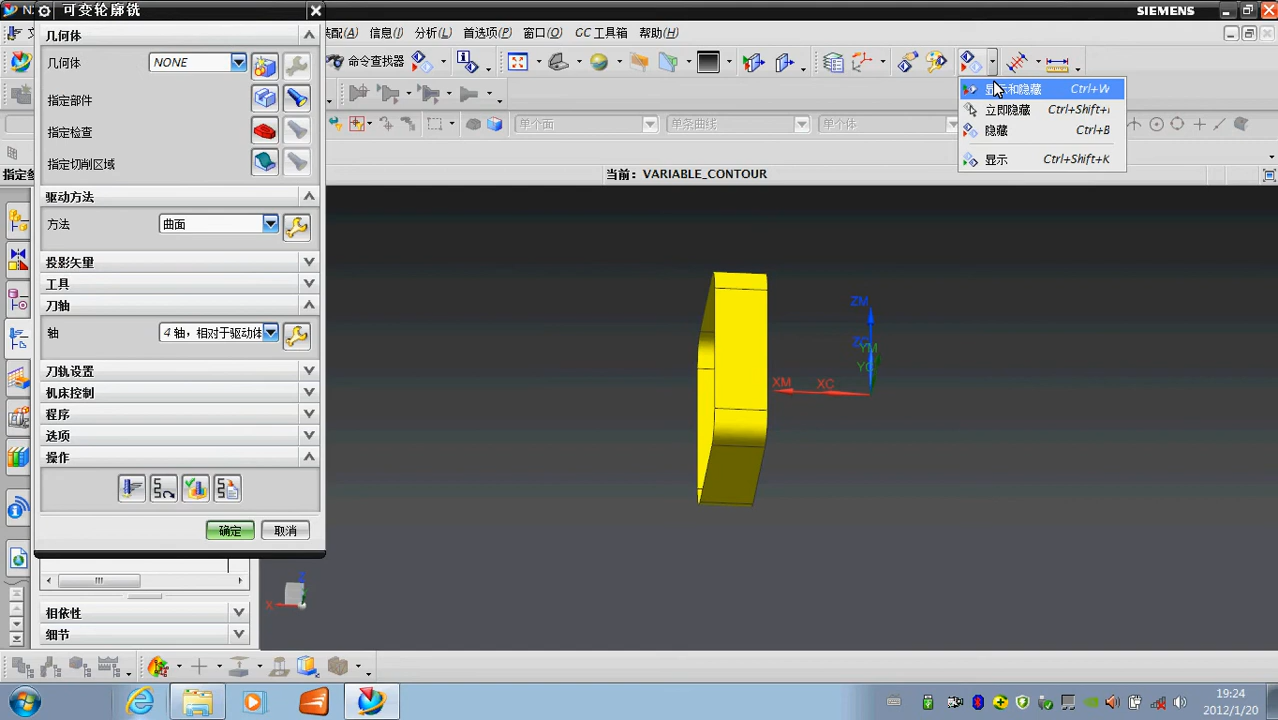 可变轮廓铣
SIEMENS
装配(A) 信息(I) 分析(L) 首选项(P) 窗口(O) GC 工具箱 帮助(H)
几何体
几何体 NONE
命令查找器
指定部件
显示和隐藏 Ctrl+W
立即隐藏 Ctrl+Shift+I
指定检查
单个面 单条曲线 单个体
隐藏 Ctrl+B
指定切削区域
显示 Ctrl+Shift+K
当前: VARIABLE_CONTOUR
驱动方法
方法 曲面
投影矢量
工具
刀轴
ZM
轴 4 轴，相对于驱动体
ZC
YM
YC
刀轨设置
XM XC
机床控制
程序
选项
操作
确定 取消
Z
X
相依性
细节
19:24
2012/1/20